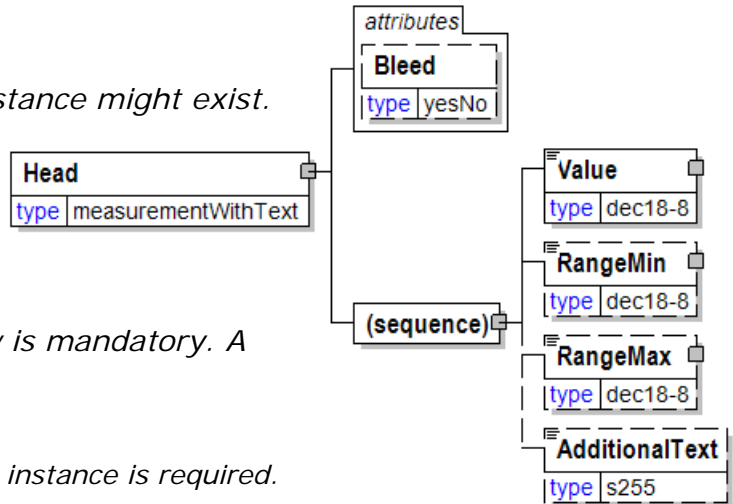 attributes
Bleed
type yesNo
stance might exist.
Head
type measurementWithText
Value
type dec18-8
RangeMin
type dec18-8
(sequence)
is mandatory. A
RangeMax
type dec18-8
instance is required.
AdditionalText
type s255